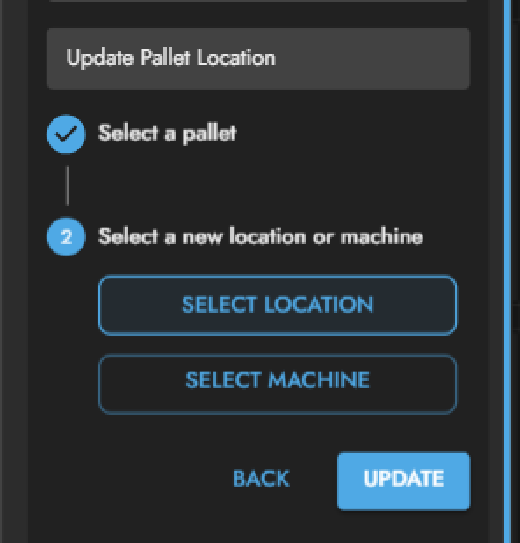 Update Pallet Location
Select a pallet
2
Select a new location or machine
SELECT LOCATION
SELECT MACHINE
BACK
UPDATE